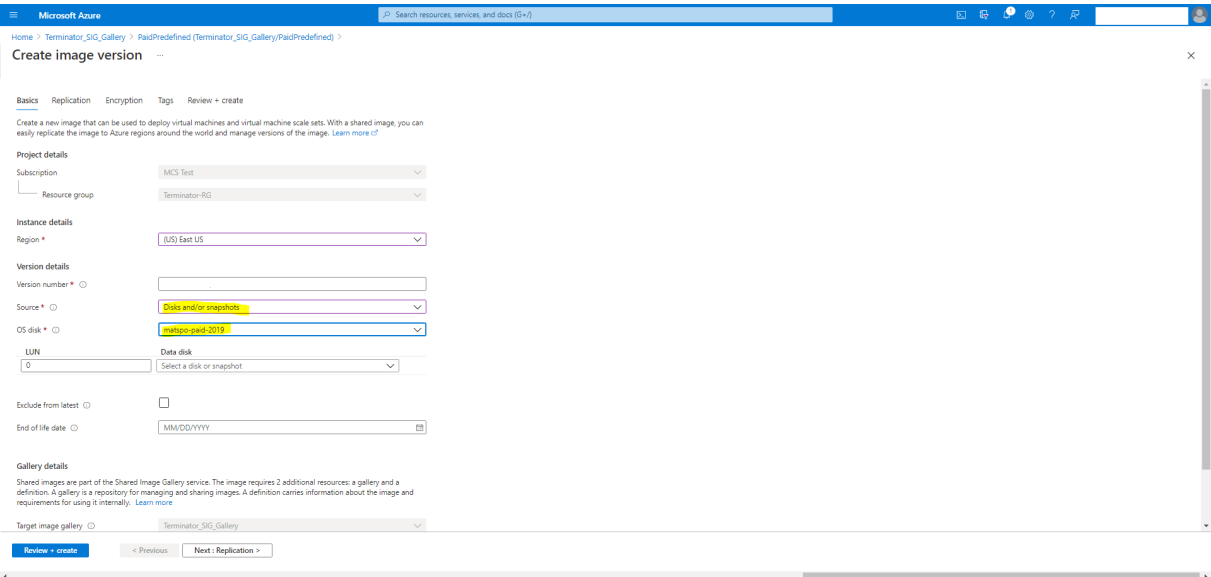 Microsoft Azure
Search resources, services, and docs (G+/)
Home > Terminator_SIG_Gallery > PaidPredefined (Terminator_SIG_Gallery/PaidPredefined) >
Create image version ...
Basics Replication Encryption Tags Review + create
Create a new image that can be used to deploy virtual machines and virtual machine scale sets. With a shared image, you can
easily replicate the image to Azure regions around the world and manage versions of the image. Learn more
Project details
Subscription MCS Test
Resource group Terminator-RG
Instance details
Region * (US) East US
Version details
Version number *
Source * Disks and/or snapshots
OS disk * matspo-paid-2019
LUN Data disk
0 Select a disk or snapshot
Exclude from latest
End of life date MM/DD/YYYY
Gallery details
Shared images are part of the Shared Image Gallery service. The image requires 2 additional resources: a gallery and a
definition. A gallery is a repository for managing and sharing images. A definition carries information about the image and
requirements for using it internally. Learn more
Target image gallery Terminator_SIG_Gallery
Review + create < Previous Next : Replication >